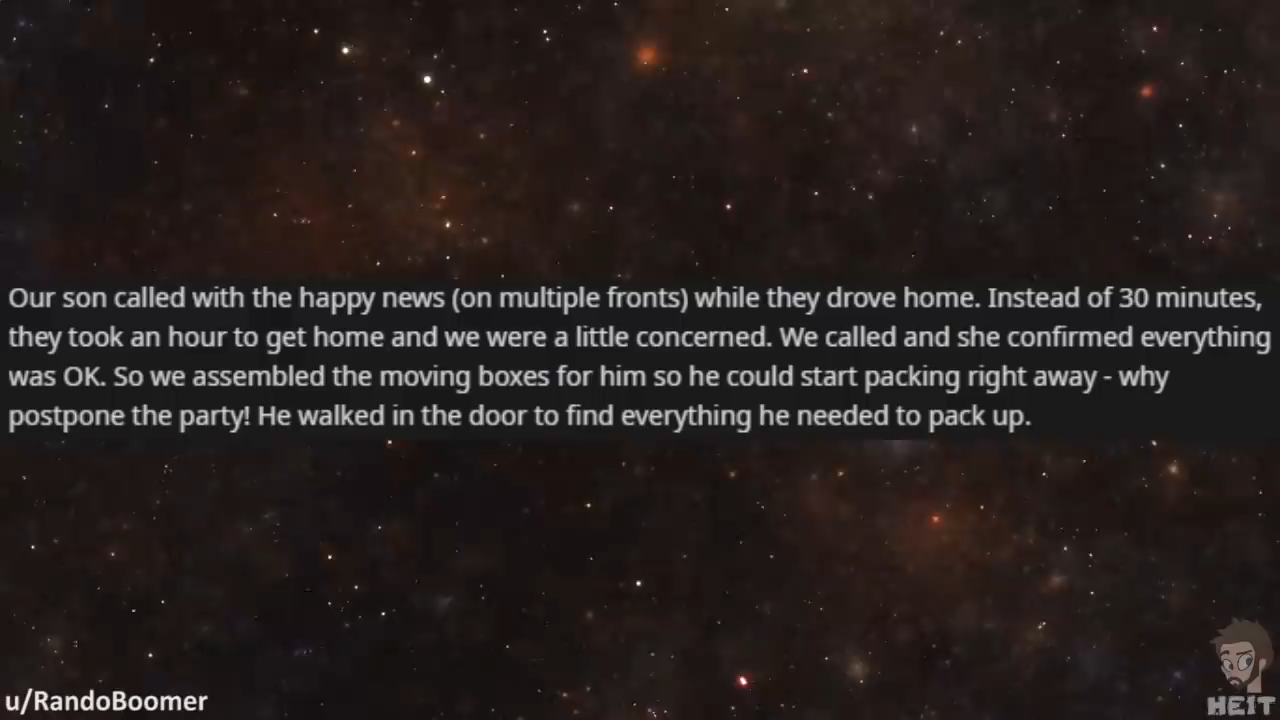 Our son called with the happy news (on multiple fronts) while they drove home. Instead of 30 minutes,
they took an hour to get home and we were a little concerned. We called and she confirmed everything
was OK. So we assembled the moving boxes for him so he could start packing right away - why
postpone the party! He walked in the door to find everything he needed to pack up.
u/RandoBoomer
HEIT